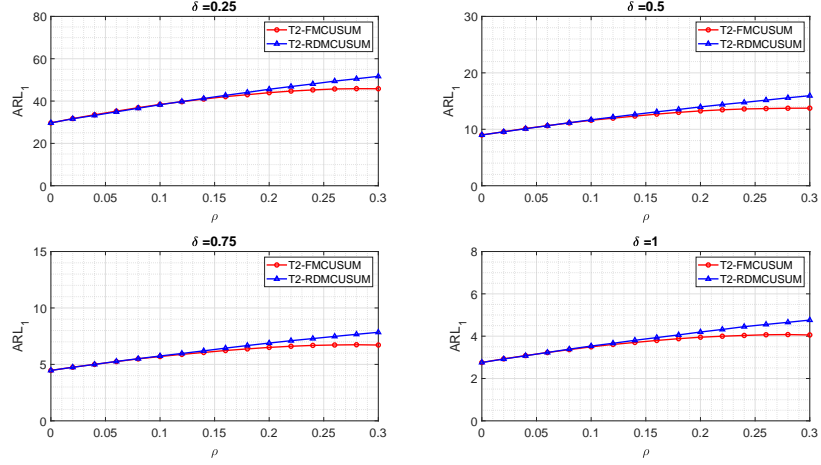 δ =0.25
80
60
40
20
0
ARL1
T2-FMCUSUM
T2-RDMCUSUM
0 0.05 0.1 0.15 0.2 0.25 0.3
ρ
δ =0.5
30
20
10
0
ARL1
T2-FMCUSUM
T2-RDMCUSUM
0 0.05 0.1 0.15 0.2 0.25 0.3
ρ
δ =0.75
15
10
5
0
ARL1
T2-FMCUSUM
T2-RDMCUSUM
0 0.05 0.1 0.15 0.2 0.25 0.3
ρ
δ =1
8
6
4
2
0
ARL1
T2-FMCUSUM
T2-RDMCUSUM
0 0.05 0.1 0.15 0.2 0.25 0.3
ρ